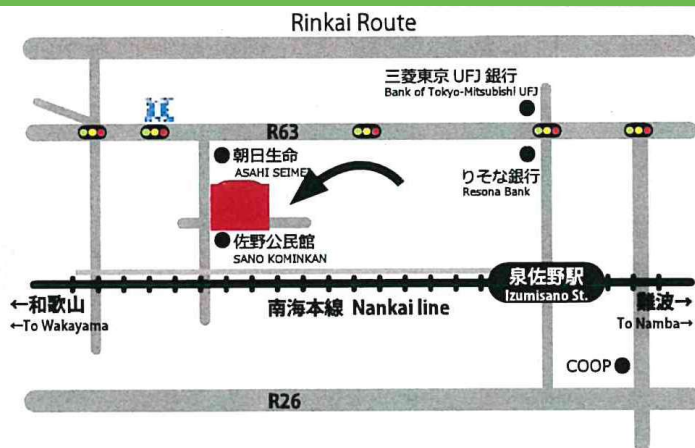 Rinkai Route
三菱東京 UFJ 銀行
Bank of Tokyo-Mitsubishi UFJ
R63
朝日生命
ASAHI SEIMEI
りそな銀行
Resona Bank
佐野公民館
SANO KOMINKAN
泉佐野駅
Izumisano St.
←和歌山
←To Wakayama
南海本線 Nankai line
難波→
To Namba→
COOP
R26